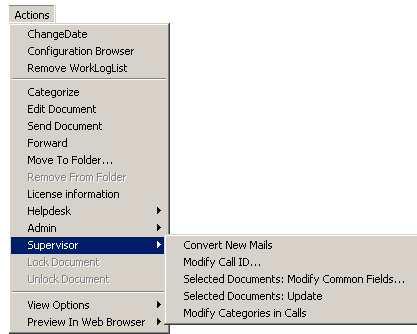 Actions
ChangeDate
Configuration Browser
Remove WorkLogList
Categorize
Edit Document
Send Document
Forward
Move To Folder...
Remove From Folder
License information
Helpdesk
Admin
Supervisor
Lock Document
Unlock Document
View Options
Preview In Web Browser
Convert New Mails
Modify Call ID...
Selected Documents: Modify Common Fields...
Selected Documents: Update
Modify Categories in Calls